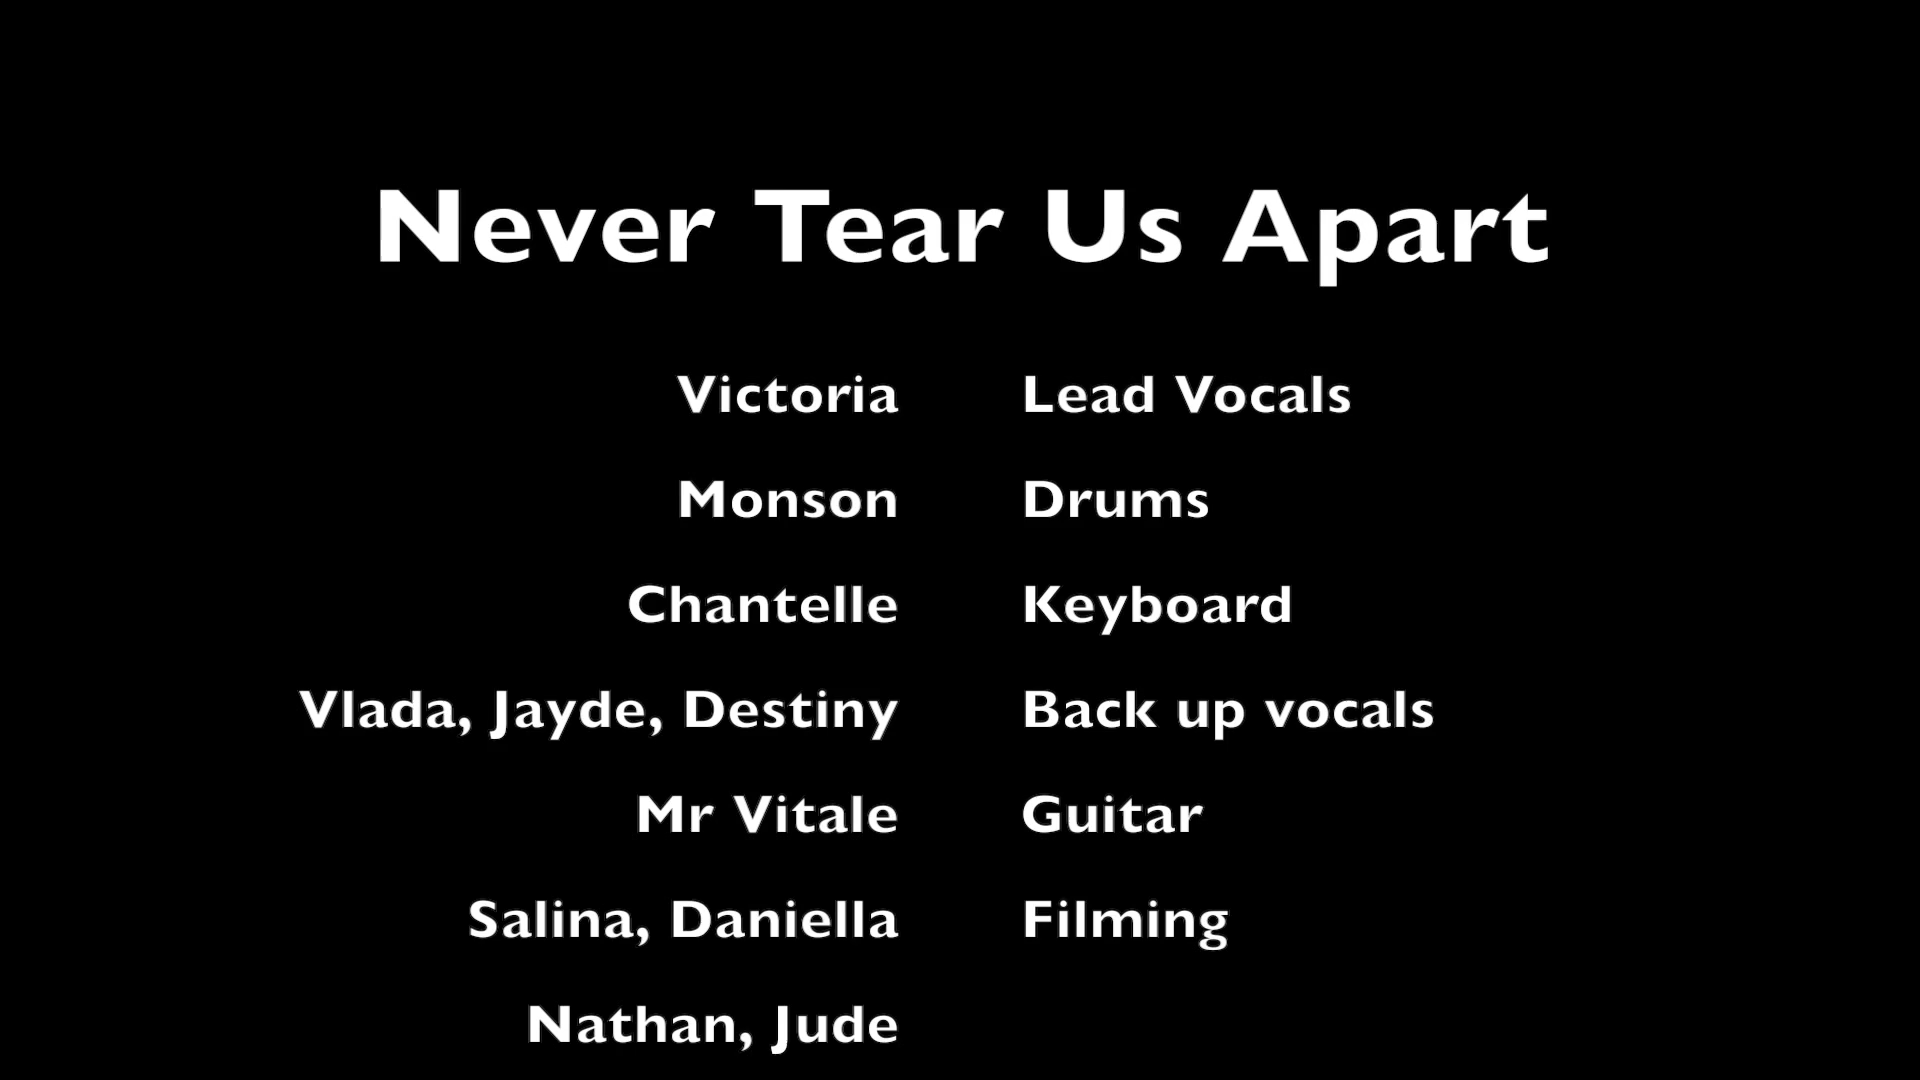 Never Tear Us Apart
Victoria Lead Vocals
Monson Drums
Chantelle Keyboard
Vlada, Jayde, Destiny Back up vocals
Mr Vitale Guitar
Salina, Daniella Filming
Nathan, Jude